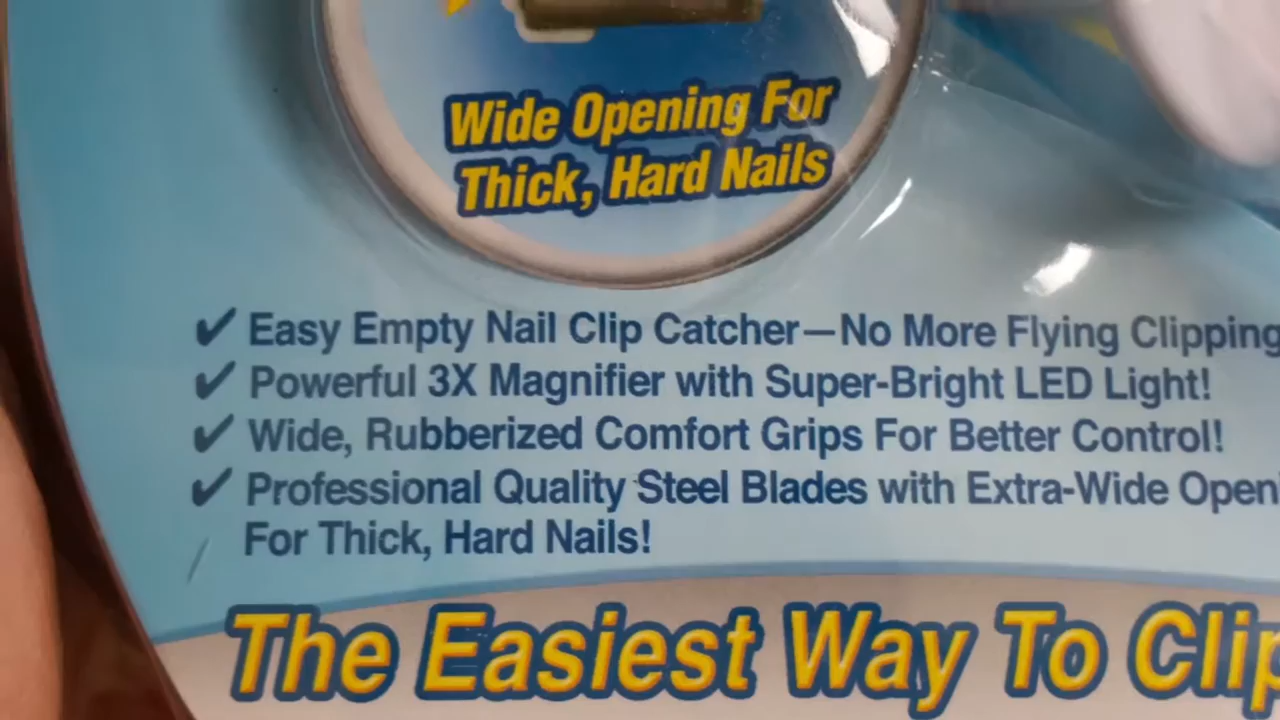 Wide Opening For
Thick, Hard Nails
✔ Easy Empty Nail Clip Catcher—No More Flying Clipping
✔ Powerful 3X Magnifier with Super-Bright LED Light!
✔ Wide, Rubberized Comfort Grips For Better Control!
✔ Professional Quality Steel Blades with Extra-Wide Open
For Thick, Hard Nails!
The Easiest Way To Clip